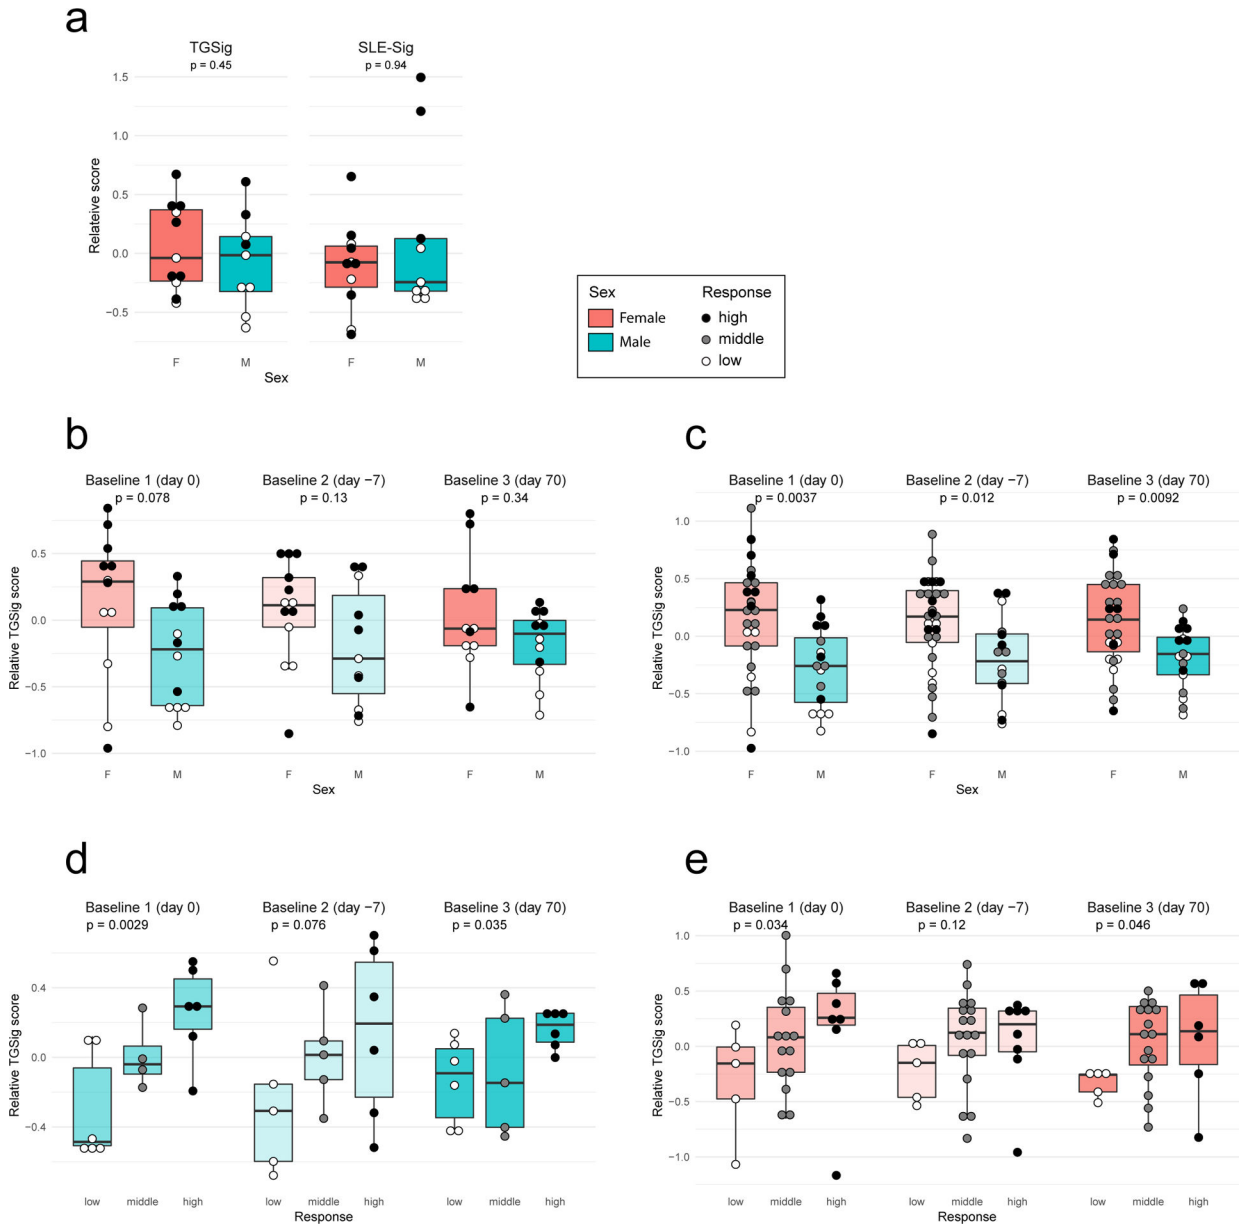 a
TGSig
SLE-Sig
p = 0.45
p = 0.94
1.5
1.0
0.5
0.0
−0.5
Relateive score
F
M
F
M
Sex
Sex
Response
Female
Male
high
middle
low
b
Baseline 1 (day 0)
Baseline 2 (day −7)
Baseline 3 (day 70)
p = 0.078
p = 0.13
p = 0.34
0.5
0.0
−0.5
−1.0
Relative TGSig score
F
M
F
M
F
M
Sex
c
Baseline 1 (day 0)
Baseline 2 (day −7)
Baseline 3 (day 70)
p = 0.0037
p = 0.012
p = 0.0092
1.0
0.5
0.0
−0.5
−1.0
Relative TGSig score
F
M
F
M
F
M
Sex
d
Baseline 1 (day 0)
Baseline 2 (day −7)
Baseline 3 (day 70)
p = 0.0029
p = 0.076
p = 0.035
0.4
0.0
−0.4
Relative TGSig score
low
middle
high
low
middle
high
low
middle
high
Response
e
Baseline 1 (day 0)
Baseline 2 (day −7)
Baseline 3 (day 70)
p = 0.034
p = 0.12
p = 0.046
1.0
0.5
0.0
−0.5
−1.0
Relative TGSig score
low
middle
high
low
middle
high
low
middle
high
Response